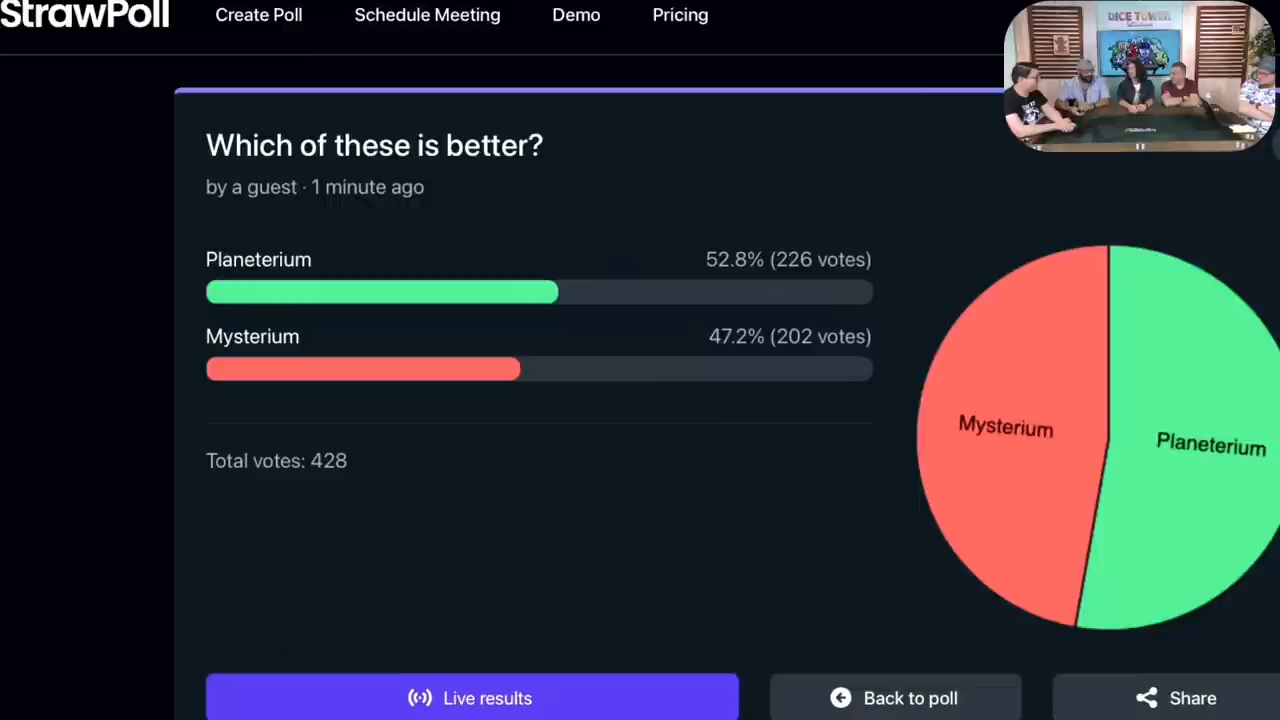 StrawPoll
Create Poll
Schedule Meeting
Demo
Pricing
DICE TOWER
Which of these is better?
by a guest · 1 minute ago
Planeterium
52.8% (226 votes)
Mysterium
47.2% (202 votes)
Total votes: 428
Mysterium
Planeterium
Live results
Back to poll
Share